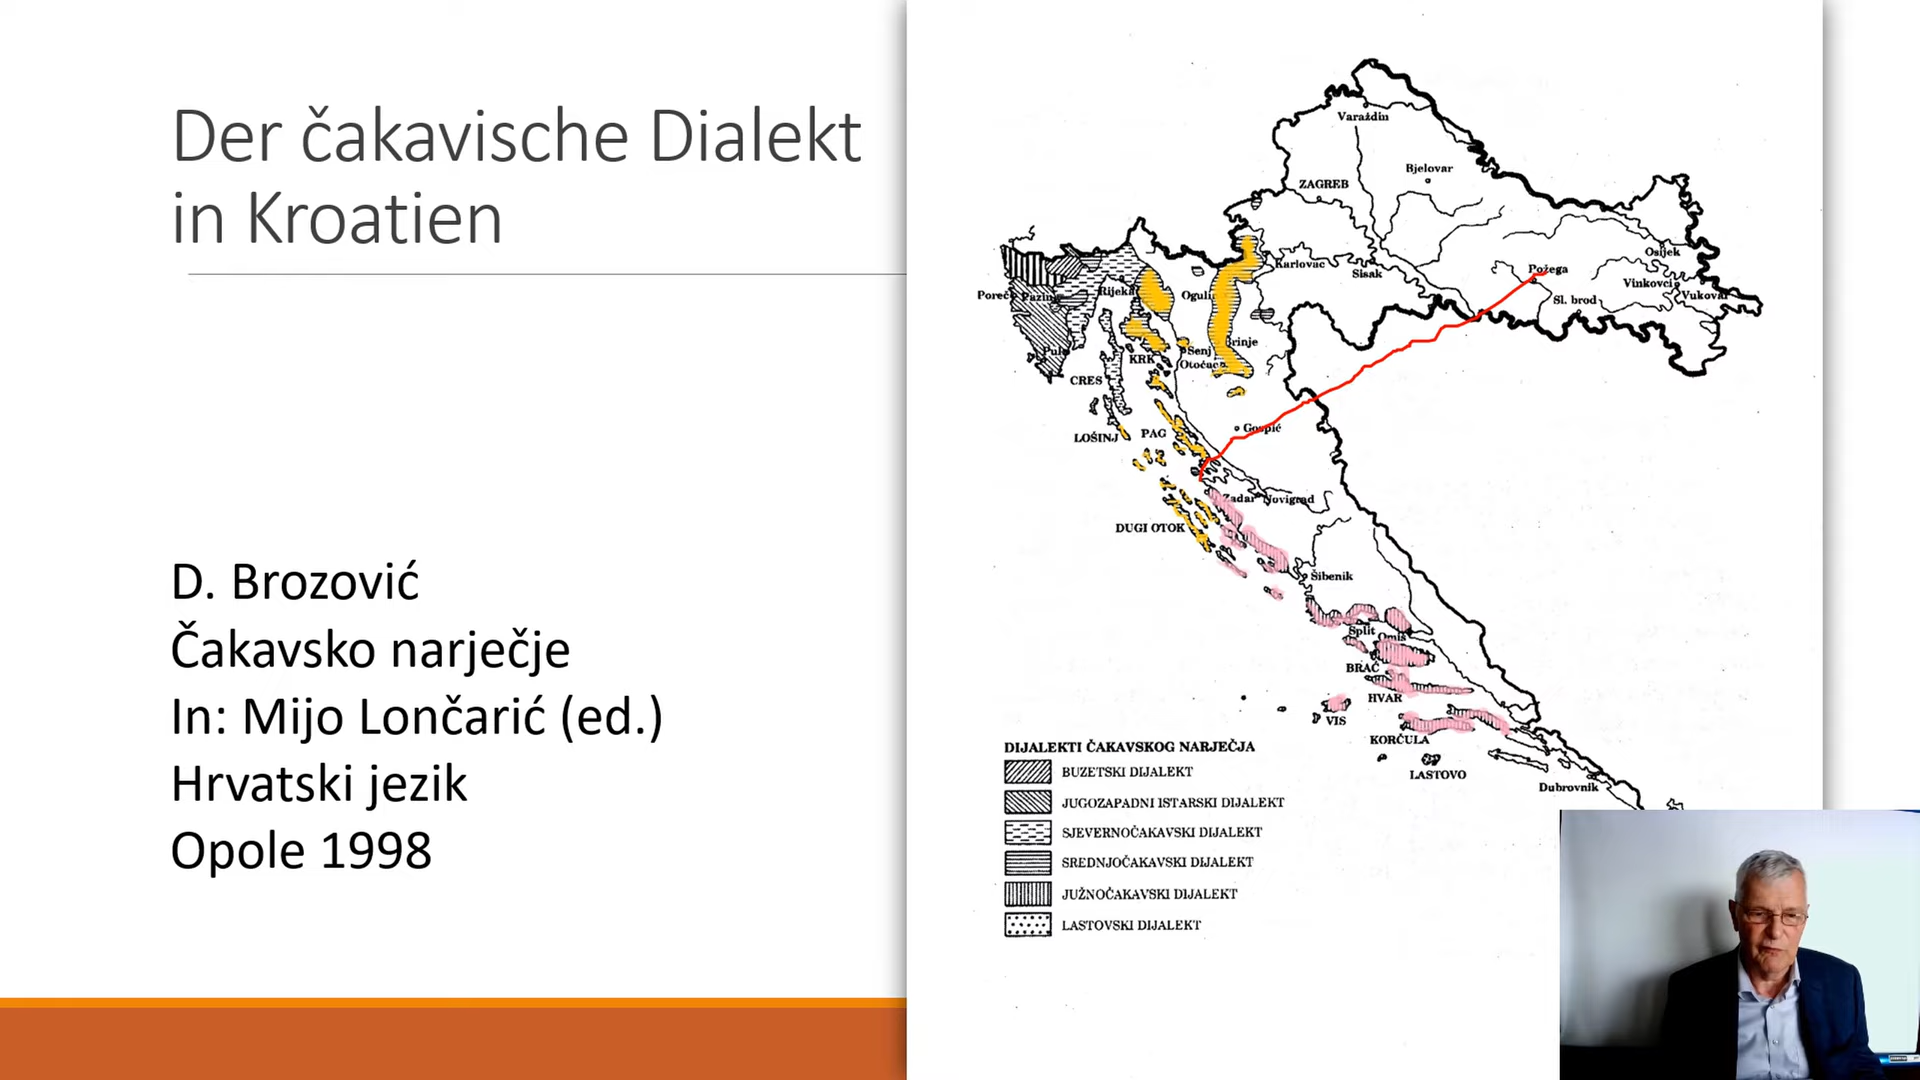 Der čakavische Dialekt
in Kroatien
D. Brozović
Čakavsko narječje
In: Mijo Lončarić (ed.)
Hrvatski jezik
Opole 1998
Varaždin
Bjelovar
ZAGREB
Osijek
Karlovac
Sisak
Požega
Vinkovci
Vukovar
Sl. brod
Poreč
Pazin
Rijeka
Oguli
Pula
KRK
Senj
Brinje
Otočac
CRES
LOŠINJ
PAG
Gospić
Zadar
Novigrad
DUGI OTOK
Šibenik
Split
Omiš
BRAČ
HVAR
VIS
KORČULA
LASTOVO
Dubrovnik
DIJALEKTI ČAKAVSKOG NARJEČJA
BUZETSKI DIJALEKT
JUGOZAPADNI ISTARSKI DIJALEKT
SJEVERNOČAKAVSKI DIJALEKT
SREDNJOČAKAVSKI DIJALEKT
JUŽNOČAKAVSKI DIJALEKT
LASTOVSKI DIJALEKT